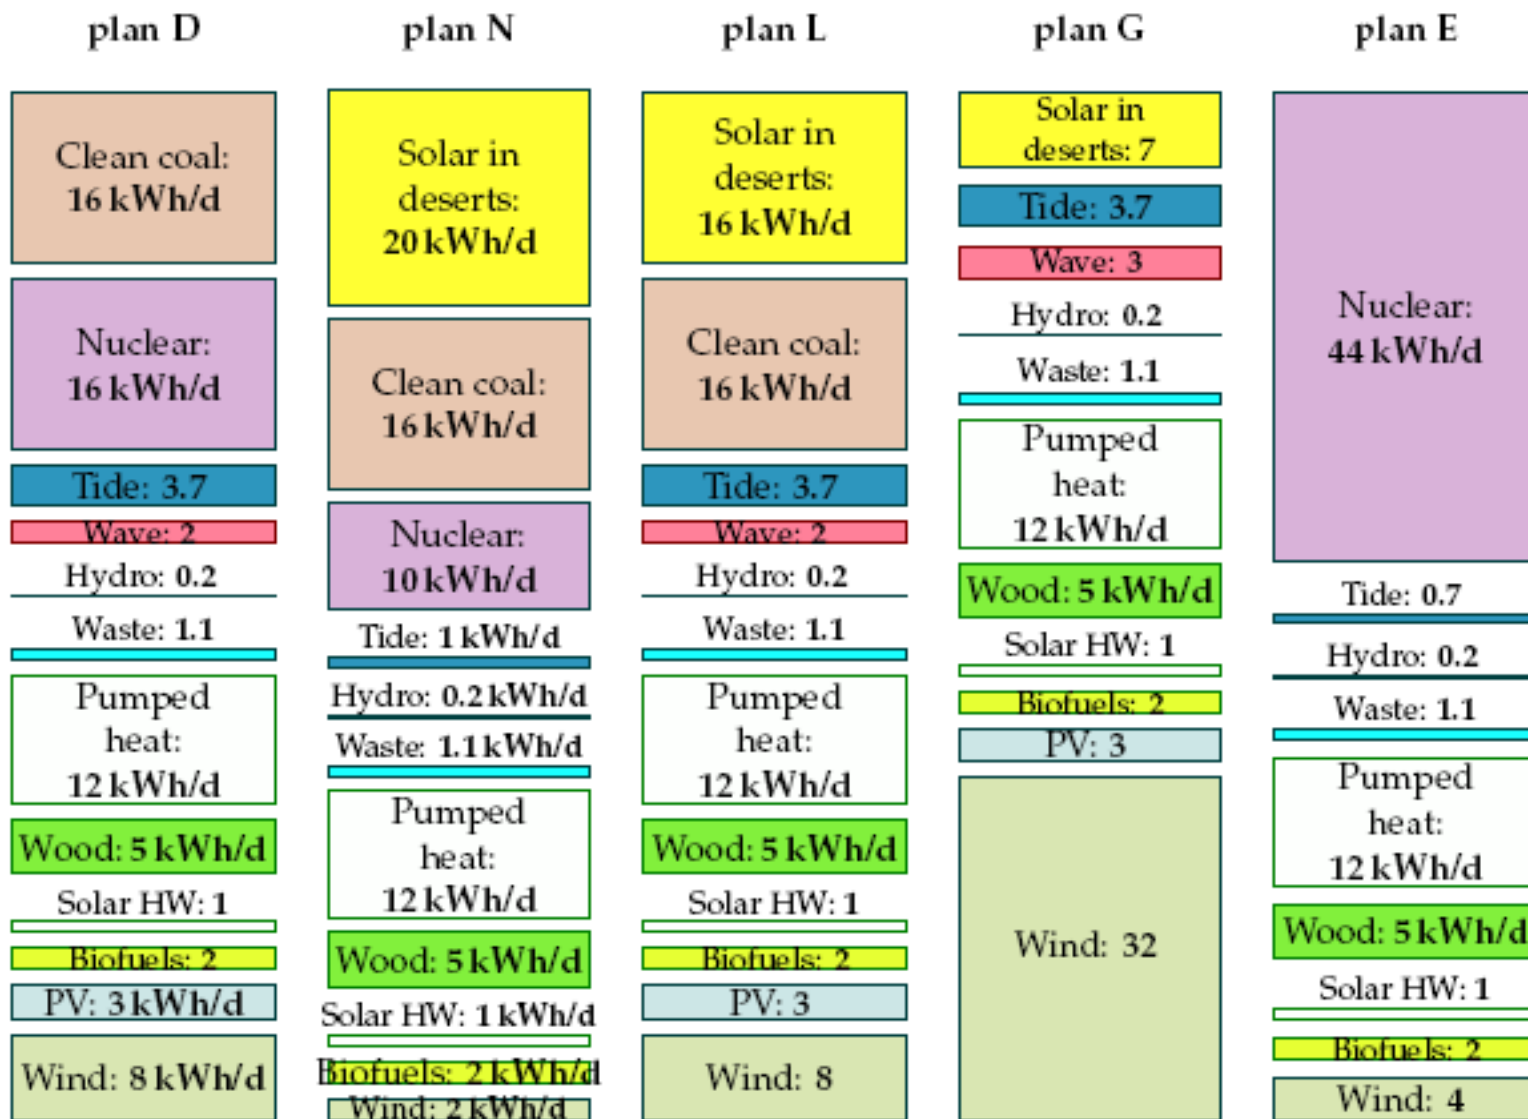 plan D
Clean coal:
16 kWh/d
Nuclear:
16 kWh/d
Tide: 3.7
Wave: 2
Hydro: 0.2
Waste: 1.1
Pumped
heat:
12 kWh/d
Wood: 5 kWh/d
Solar HW: 1
Biofuels: 2
PV: 3 kWh/d
Wind: 8 kWh/d
plan N
Solar in
deserts:
20 kWh/d
Clean coal:
16 kWh/d
Nuclear:
10 kWh/d
Tide: 1 kWh/d
Hydro: 0.2 kWh/d
Waste: 1.1 kWh/d
Pumped
heat:
12 kWh/d
Wood: 5 kWh/d
Solar HW: 1 kWh/d
Biofuels: 2 kWh/d
Wind: 2 kWh/d
plan L
Solar in
deserts:
16 kWh/d
Clean coal:
16 kWh/d
Tide: 3.7
Wave: 2
Hydro: 0.2
Waste: 1.1
Pumped
heat:
12 kWh/d
Wood: 5 kWh/d
Solar HW: 1
Biofuels: 2
PV: 3
Wind: 8
plan G
Solar in
deserts: 7
Tide: 3.7
Wave: 3
Hydro: 0.2
Waste: 1.1
Pumped
heat:
12 kWh/d
Wood: 5 kWh/d
Solar HW: 1
Biofuels: 2
PV: 3
Wind: 32
plan E
Nuclear:
44 kWh/d
Tide: 0.7
Hydro: 0.2
Waste: 1.1
Pumped
heat:
12 kWh/d
Wood: 5 kWh/d
Solar HW: 1
Biofuels: 2
Wind: 4